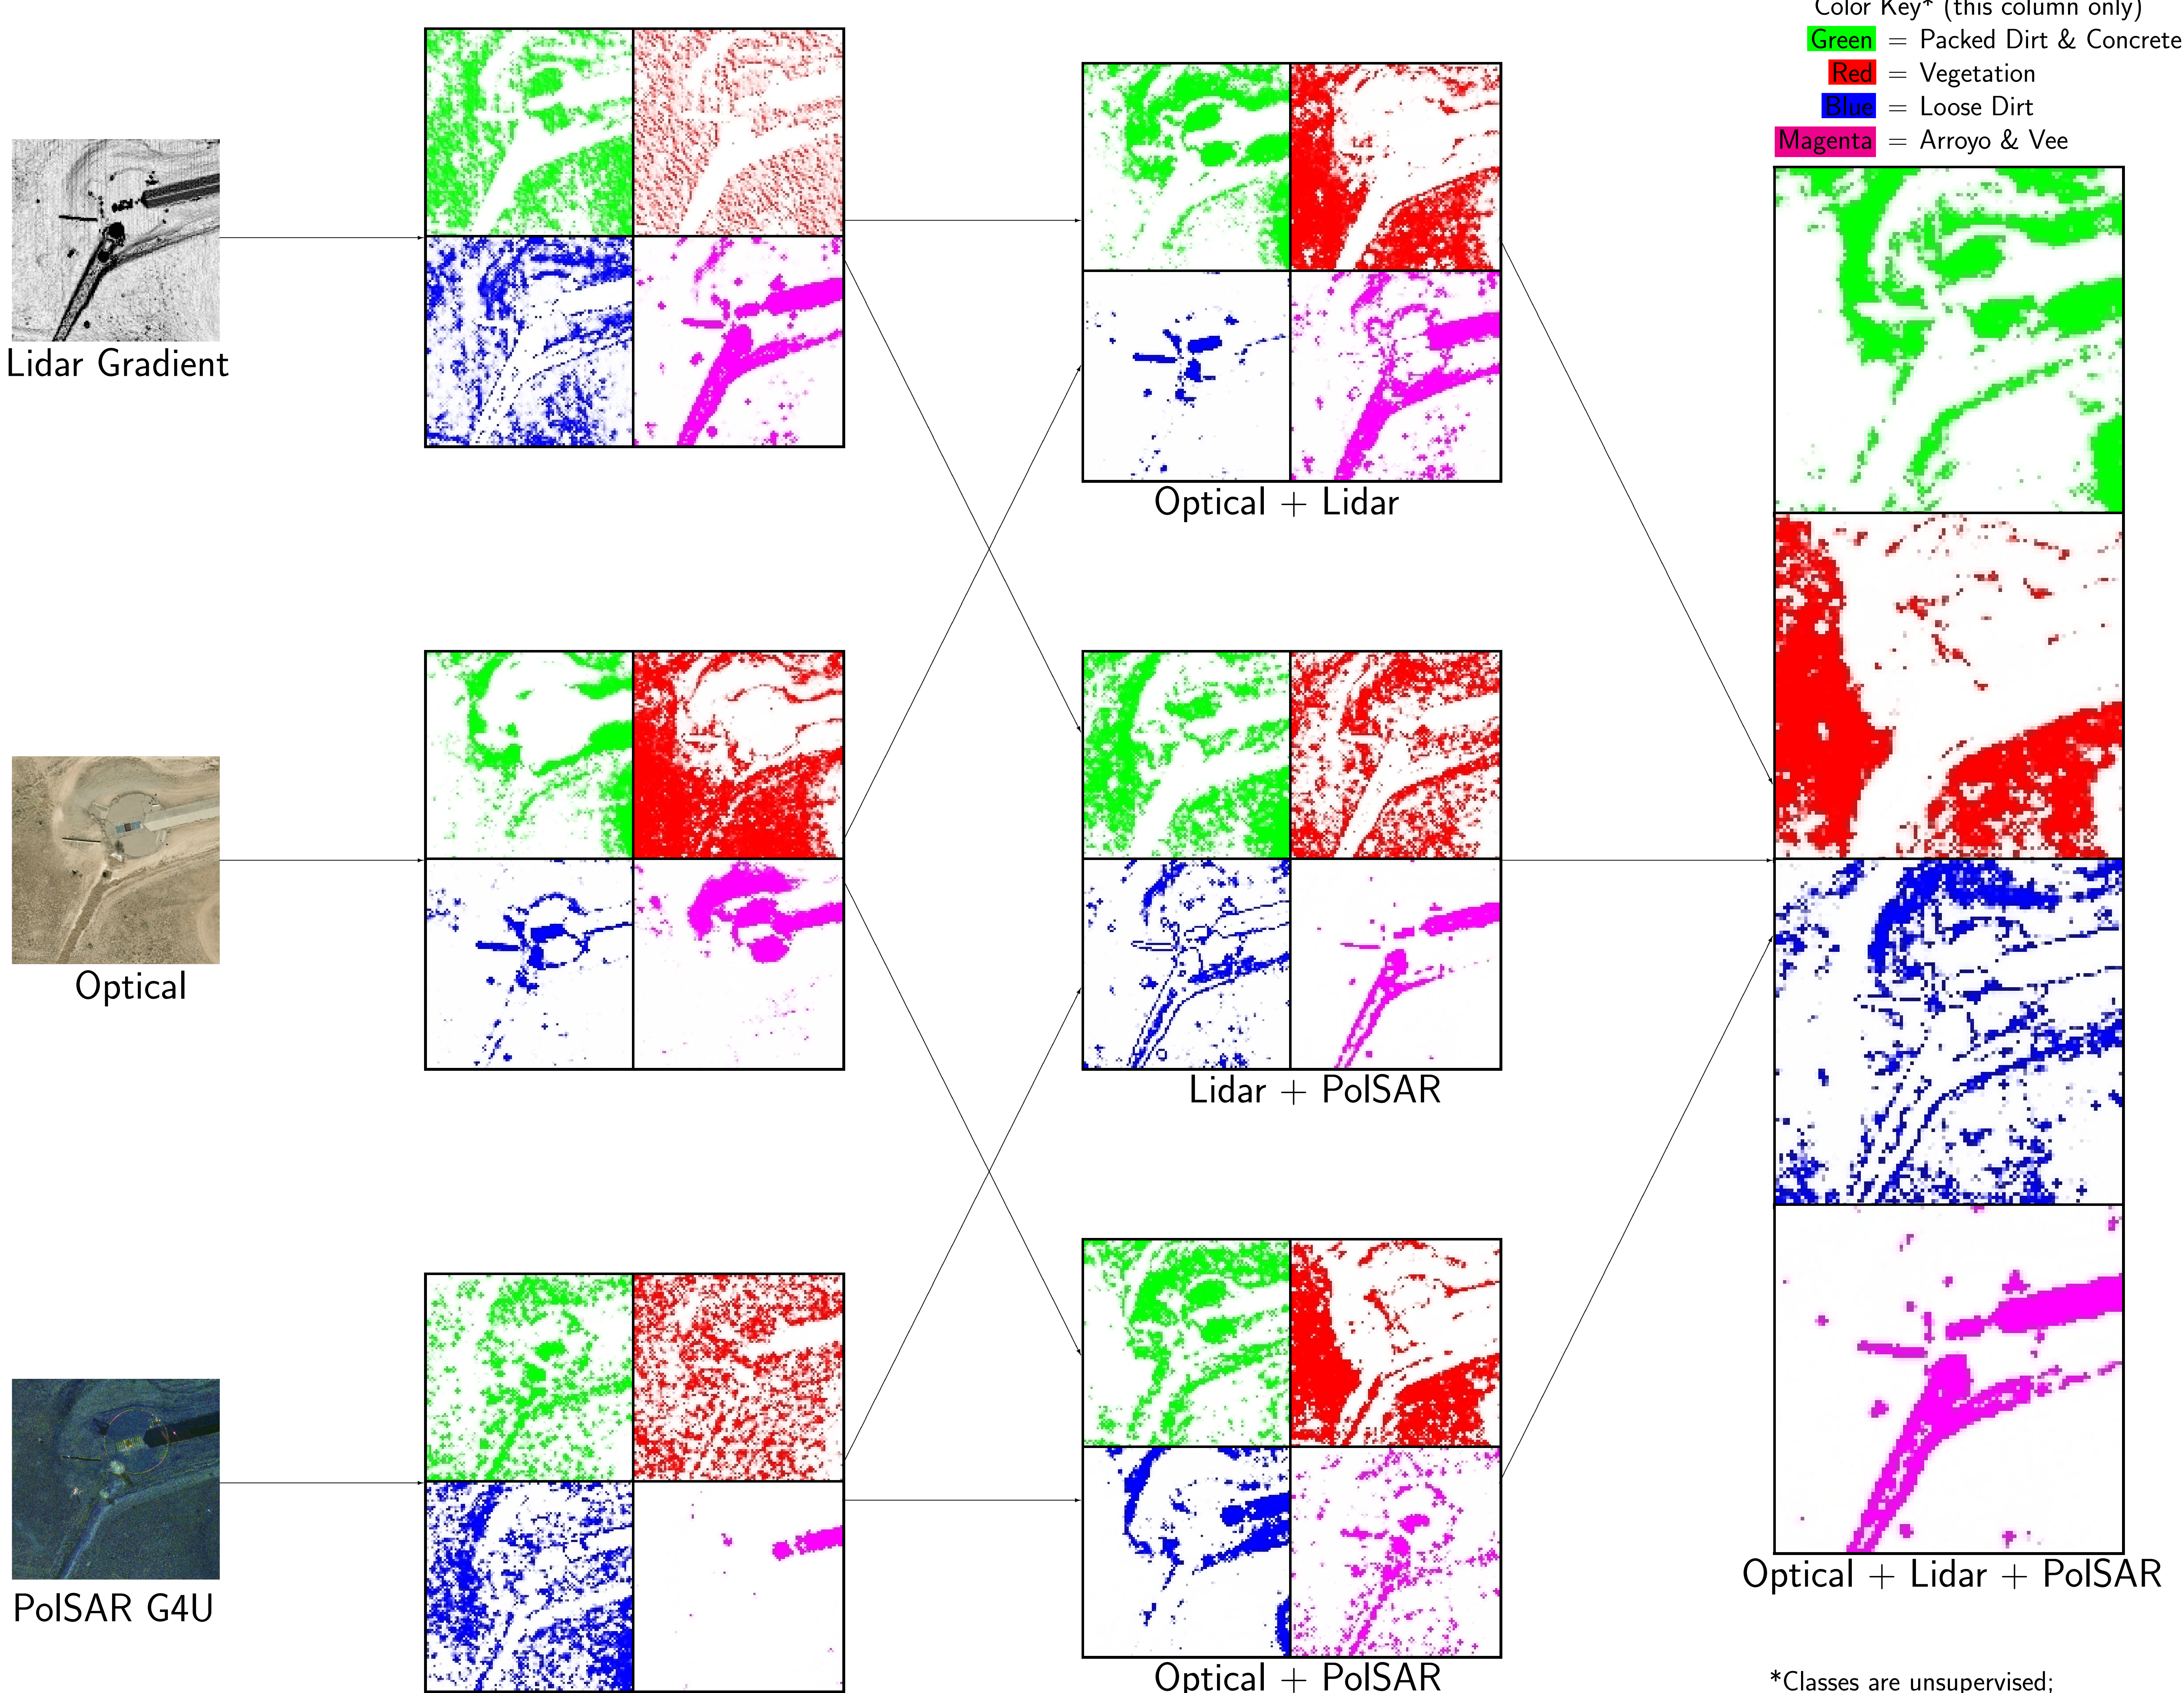 Color Key* (this column only)
Green = Packed Dirt & Concrete
Red = Vegetation
Blue = Loose Dirt
Magenta = Arroyo & Vee
Lidar Gradient
Optical + Lidar
Optical
Lidar + PolSAR
PolSAR G4U
Optical + PolSAR
Optical + Lidar + PolSAR
*Classes are unsupervised;